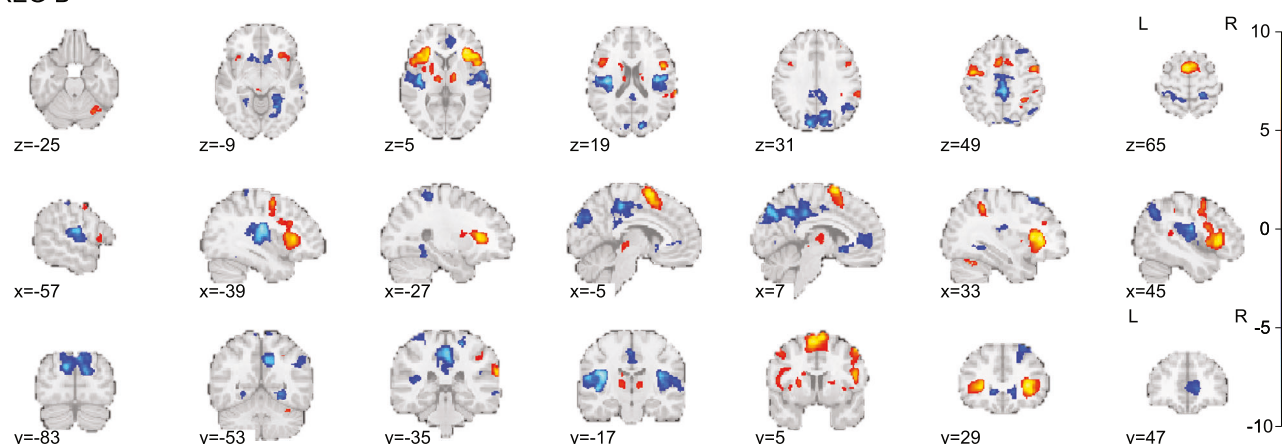 L R 10
z=-25 z=-9 z=5 z=19 z=31 z=49 z=65
5
0
x=-57 x=-39 x=-27 x=-5 x=7 x=33 x=45
L R -5
y=-83 y=-53 y=-35 y=-17 y=5 y=29 y=47
-10